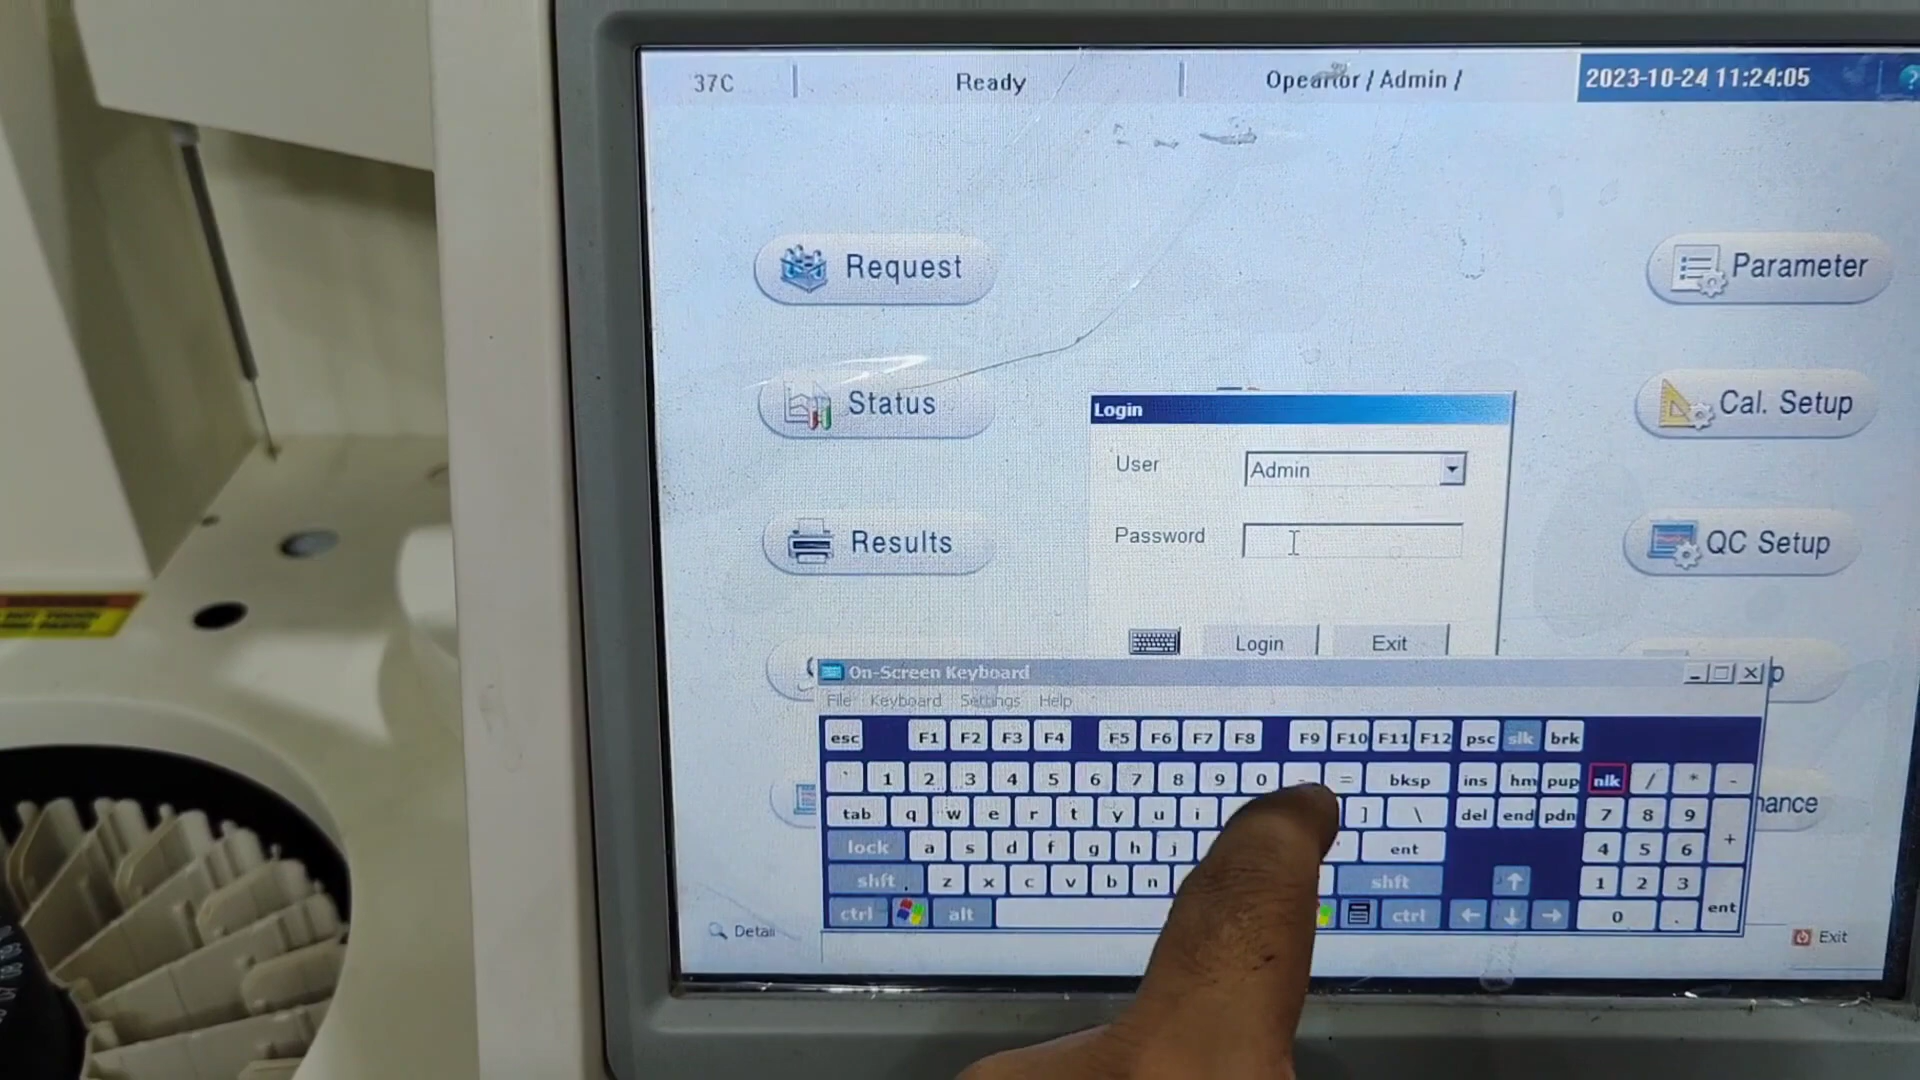 37C
Ready
Opeartor / Admin /
2023-10-24 11:24:05
?
Request
Parameter
Status
Cal. Setup
Login
User
Admin
Password
Results
QC Setup
Login
Exit
p
On-Screen Keyboard
File Keyboard Settings Help
esc F1 F2 F3 F4 F5 F6 F7 F8 F9 F10 F11 F12 psc slk brk
` 1 2 3 4 5 6 7 8 9 0 - = bksp ins hm pup nlk / * -
tab q w e r t y u i ] \ del end pdn 7 8 9 +
lock a s d f g h j ' ent 4 5 6
shft z x c v b n shft ↑ 1 2 3 ent
ctrl alt ctrl ← ↓ → 0 .
nance
Detail
Exit